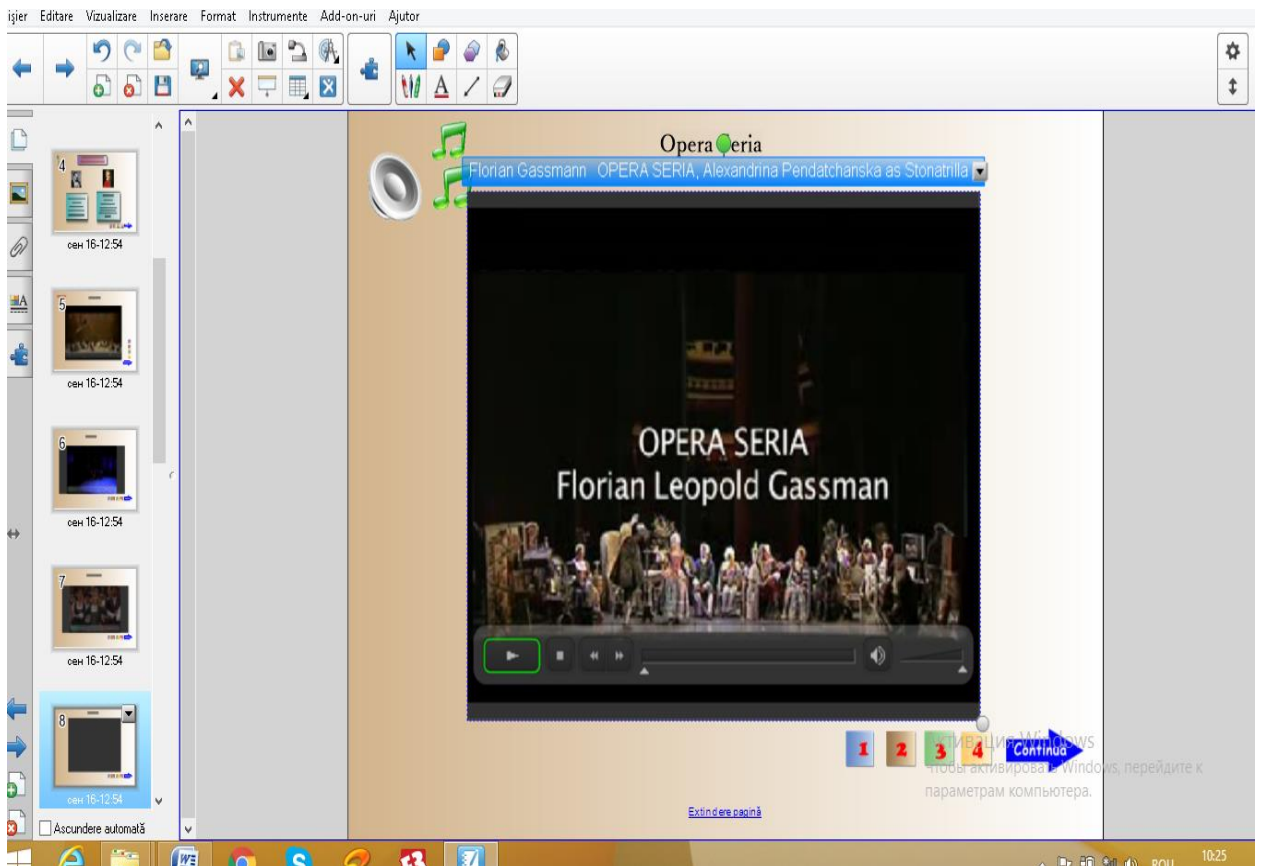 ișier Editare Vizualizare Inserare Format Instrumente Add-on-uri Ajutor
4
сен 16-12:54
5
сен 16-12:54
6
сен 16-12:54
7
сен 16-12:54
8
сен 16-12:54
Ascundere automată
Opera Seria
Florian Gassmann OPERA SERIA, Alexandrina Pendatchanska as Stonatrilla
OPERA SERIA
Florian Leopold Gassman
1 2 3 4 Continuă
Активация Windows
Чтобы активировать Windows, перейдите к
параметрам компьютера.
Extindere pagină
ROU 10:25